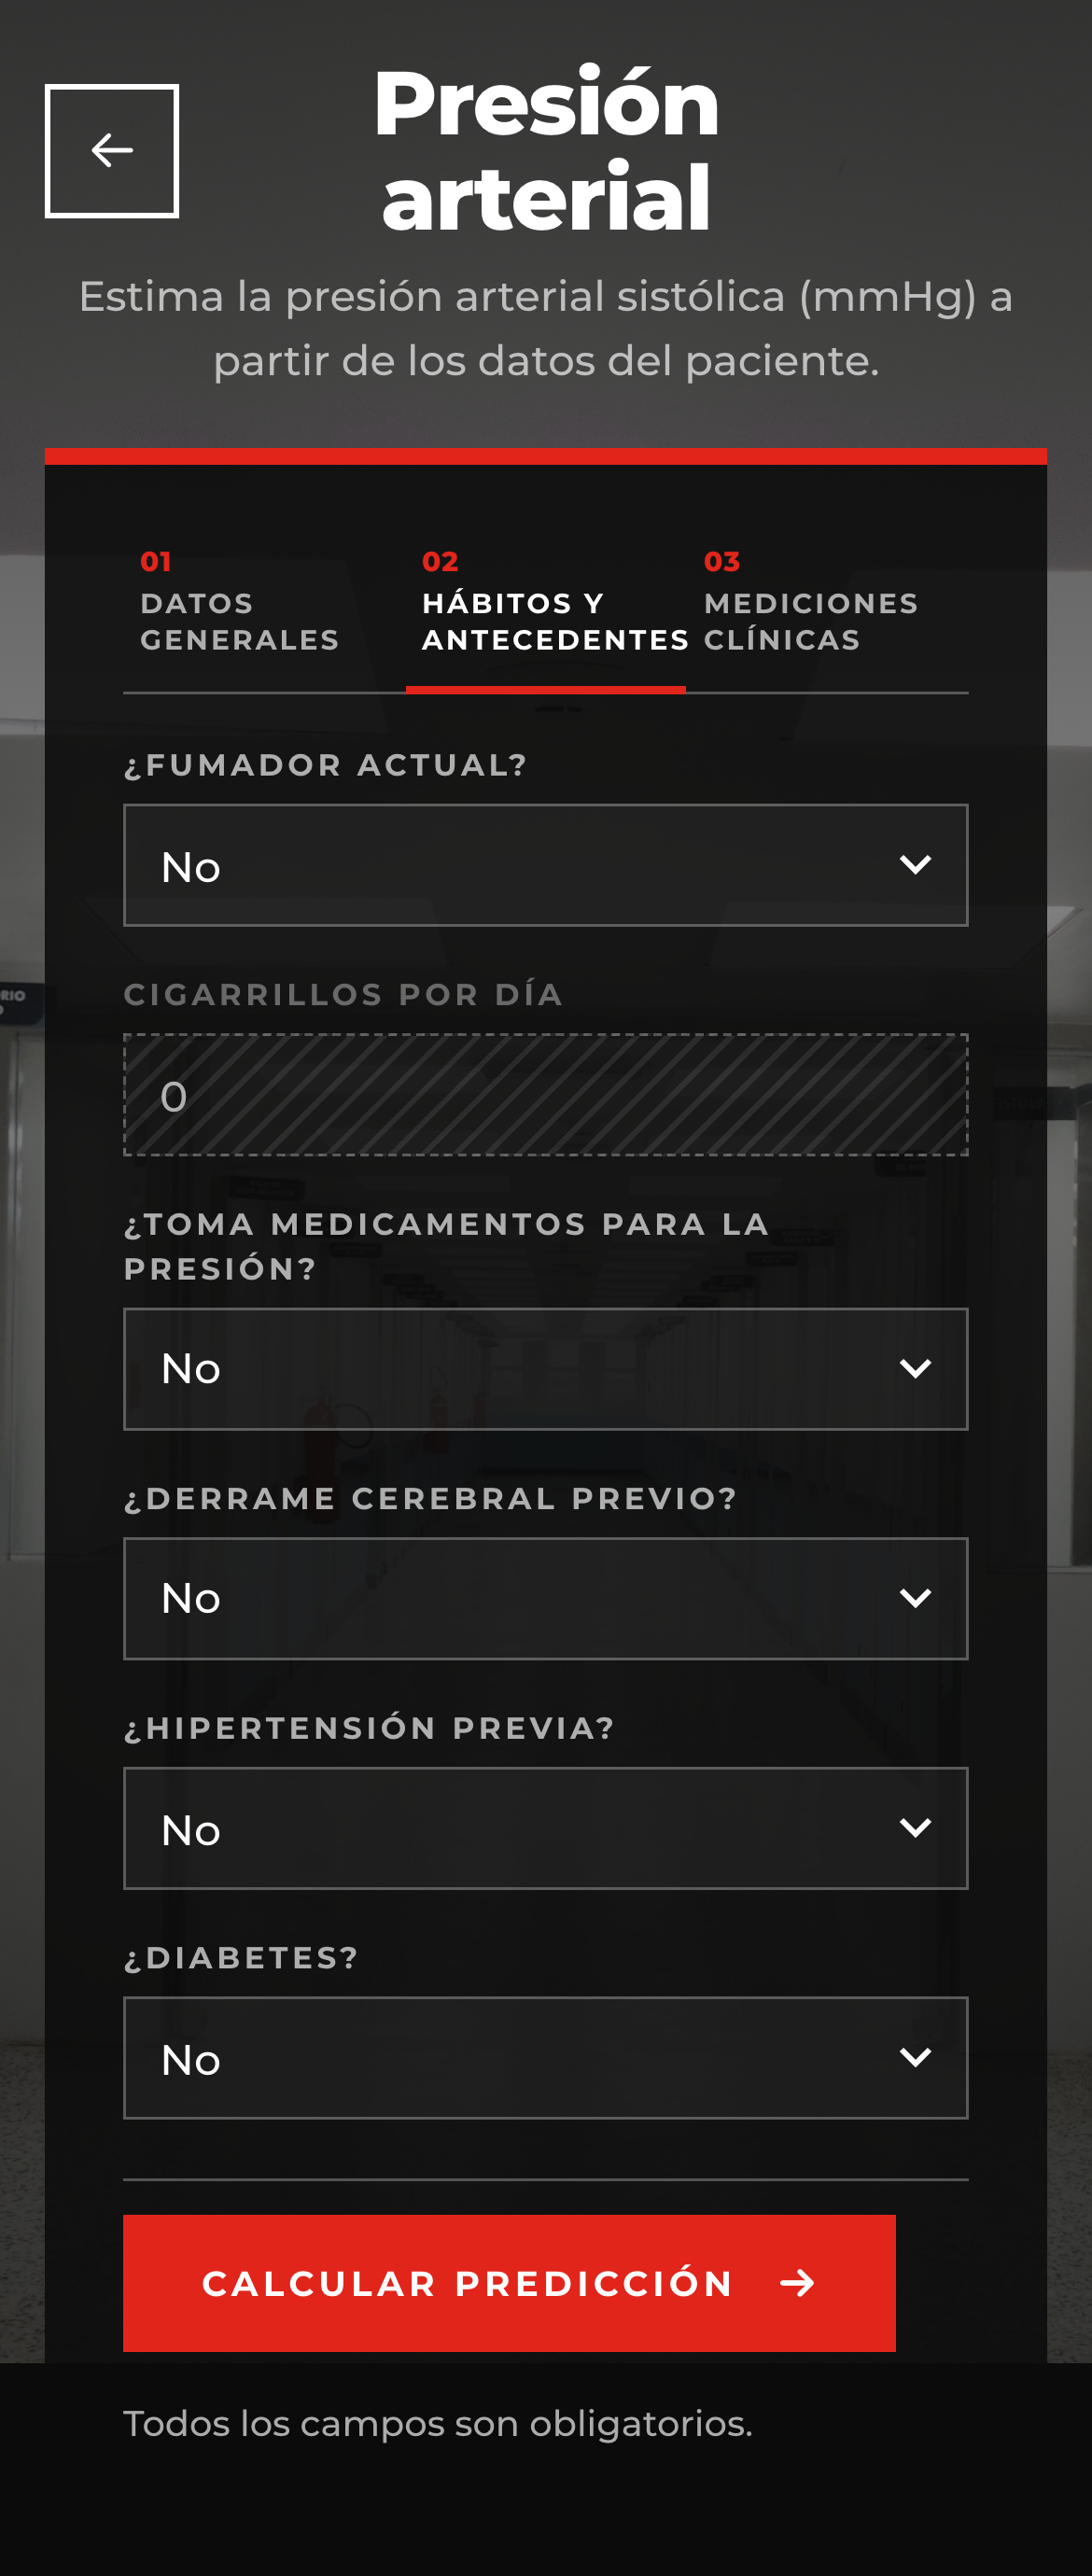 Presión
arterial
Estima la presión arterial sistólica (mmHg) a
partir de los datos del paciente.
01
DATOS
GENERALES
02
HÁBITOS Y
ANTECEDENTES
03
MEDICIONES
CLÍNICAS
¿FUMADOR ACTUAL?
No
CIGARRILLOS POR DÍA
0
¿TOMA MEDICAMENTOS PARA LA
PRESIÓN?
No
¿DERRAME CEREBRAL PREVIO?
No
¿HIPERTENSIÓN PREVIA?
No
¿DIABETES?
No
CALCULAR PREDICCIÓN
Todos los campos son obligatorios.